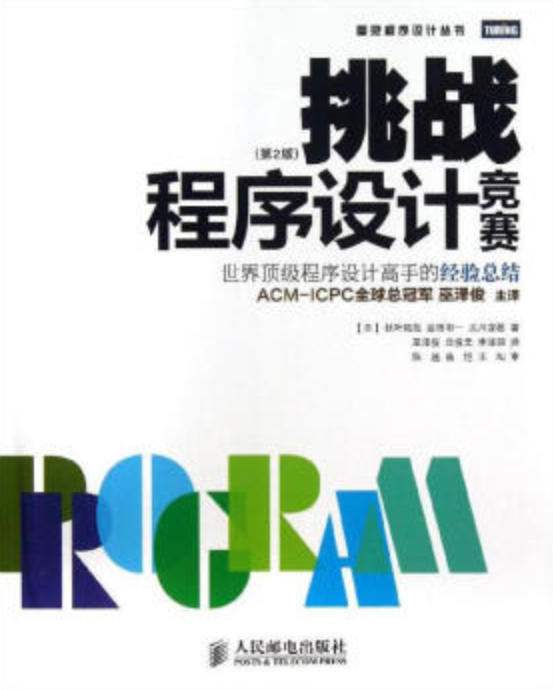 图灵程序设计丛书 TURING
挑战
(第2版)
程序设计竞赛
世界顶级程序设计高手的经验总结
ACM-ICPC全球总冠军 巫泽俊 主译
PROGRAM
人民邮电出版社
POSTS & TELECOM PRESS